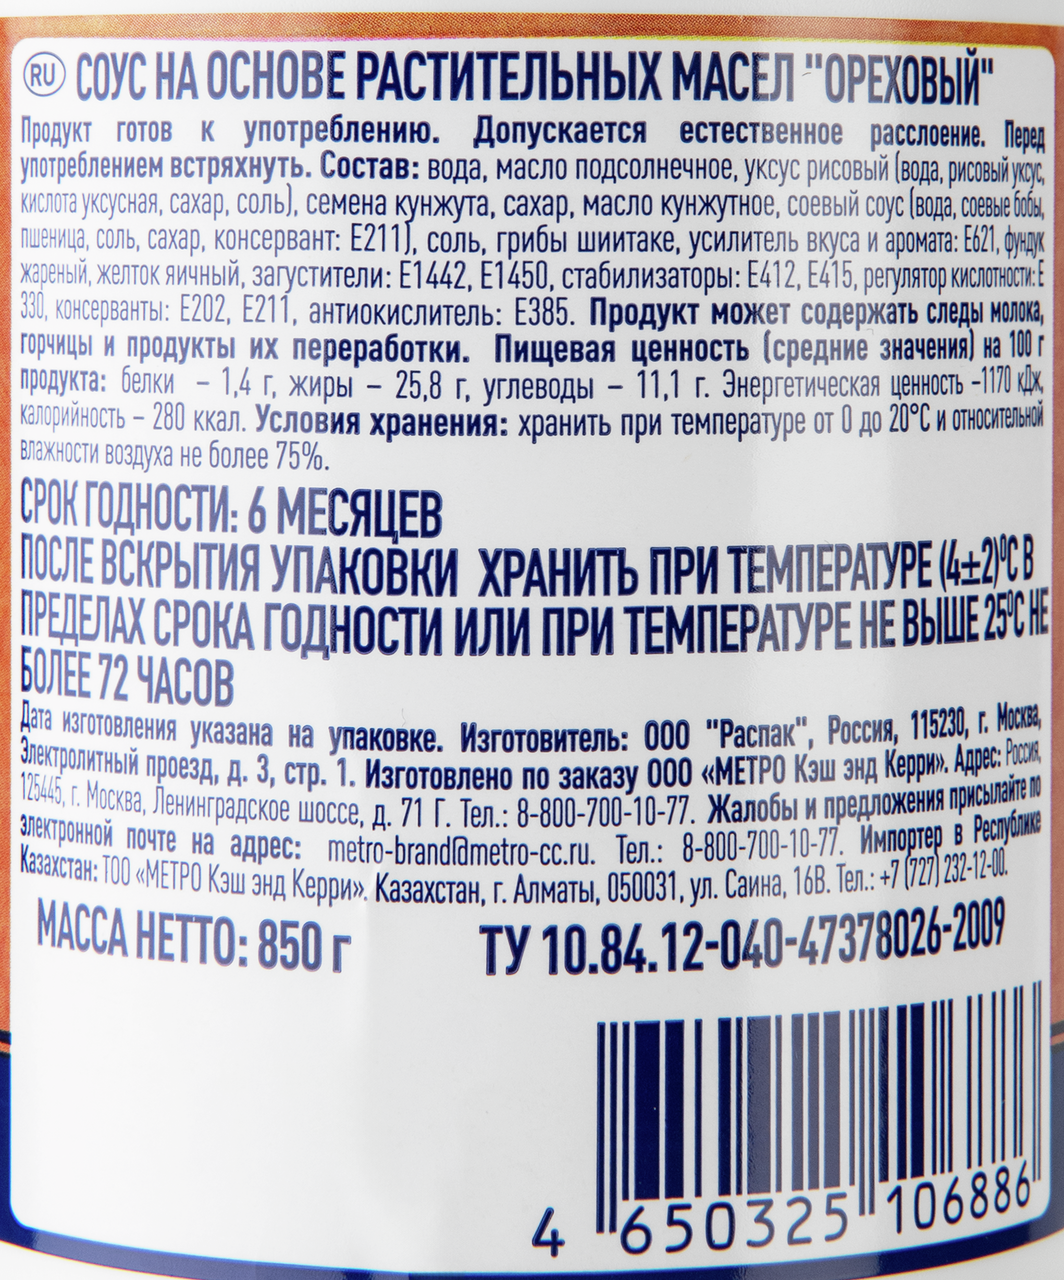 RU СОУС НА ОСНОВЕ РАСТИТЕЛЬНЫХ МАСЕЛ "ОРЕХОВЫЙ"
Продукт готов к употреблению. Допускается естественное расслоение. Перед
употреблением встряхнуть. Состав: вода, масло подсолнечное, уксус рисовый (вода, рисовый уксус,
кислота уксусная, сахар, соль), семена кунжута, сахар, масло кунжутное, соевый соус (вода, соевые бобы,
пшеница, соль, сахар, консервант: Е211), соль, грибы шиитаке, усилитель вкуса и аромата: Е621, фундук
жареный, желток яичный, загустители: Е1442, Е1450, стабилизаторы: Е412, Е415, регулятор кислотности: Е
330, консерванты: Е202, Е211, антиокислитель: Е385. Продукт может содержать следы молока,
горчицы и продукты их переработки. Пищевая ценность (средние значения) на 100 г
продукта: белки – 1,4 г, жиры – 25,8 г, углеводы – 11,1 г. Энергетическая ценность –1170 кДж,
калорийность – 280 ккал. Условия хранения: хранить при температуре от 0 до 20°С и относительной
влажности воздуха не более 75%.
СРОК ГОДНОСТИ: 6 МЕСЯЦЕВ
ПОСЛЕ ВСКРЫТИЯ УПАКОВКИ ХРАНИТЬ ПРИ ТЕМПЕРАТУРЕ (4±2)⁰С В
ПРЕДЕЛАХ СРОКА ГОДНОСТИ ИЛИ ПРИ ТЕМПЕРАТУРЕ НЕ ВЫШЕ 25⁰С НЕ
БОЛЕЕ 72 ЧАСОВ
Дата изготовления указана на упаковке. Изготовитель: ООО "Распак", Россия, 115230, г. Москва,
Электролитный проезд, д. 3, стр. 1. Изготовлено по заказу ООО «МЕТРО Кэш энд Керри». Адрес: Россия,
125445, г. Москва, Ленинградское шоссе, д. 71 Г. Тел.: 8-800-700-10-77. Жалобы и предложения присылайте по
электронной почте на адрес: metro-brand@metro-cc.ru. Тел.: 8-800-700-10-77. Импортер в Республике
Казахстан: ТОО «МЕТРО Кэш энд Керри». Казахстан, г. Алматы, 050031, ул. Саина, 16В. Тел.: +7 (727) 232-12-00.
МАССА НЕТТО: 850 г ТУ 10.84.12-040-47378026-2009
4 650325 106886